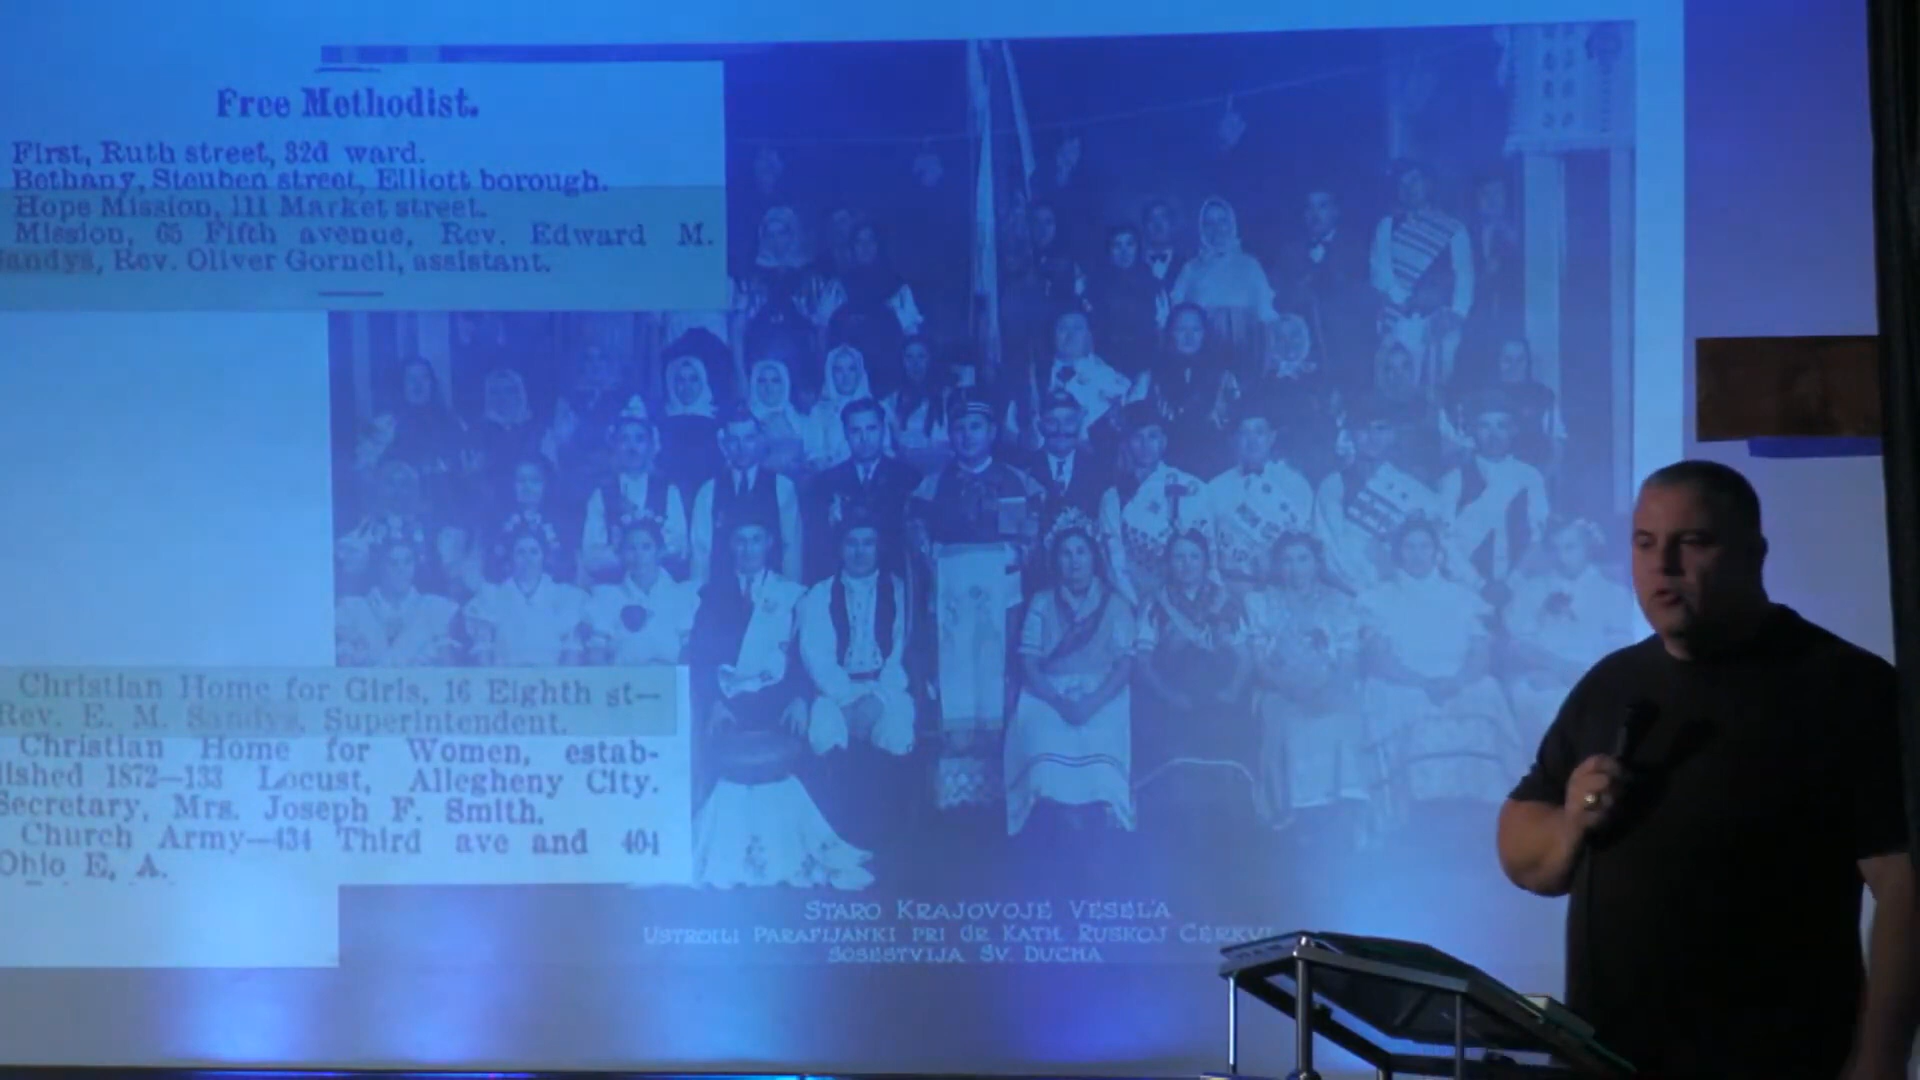 Free Methodist.
First, Ruth street, 32d ward.
Bethany, Steuben street, Elliott borough.
Hope Mission, 111 Market street.
Mission, 65 Fifth avenue, Rev. Edward M.
andys, Rev. Oliver Gornell, assistant.
Christian Home for Girls, 16 Eighth st—
Rev. E. M. Sandys, Superintendent.
Christian Home for Women, estab-
lished 1872—133 Locust, Allegheny City.
Secretary, Mrs. Joseph F. Smith.
Church Army—434 Third ave and 404
Ohio E, A.
STARO KRAJOVOJE VESEL'A
USTROILI PARAFIJANKI PRI GR. KATH. RUSKOJ CERKVI
SOSESTVIJA SV. DUCHA